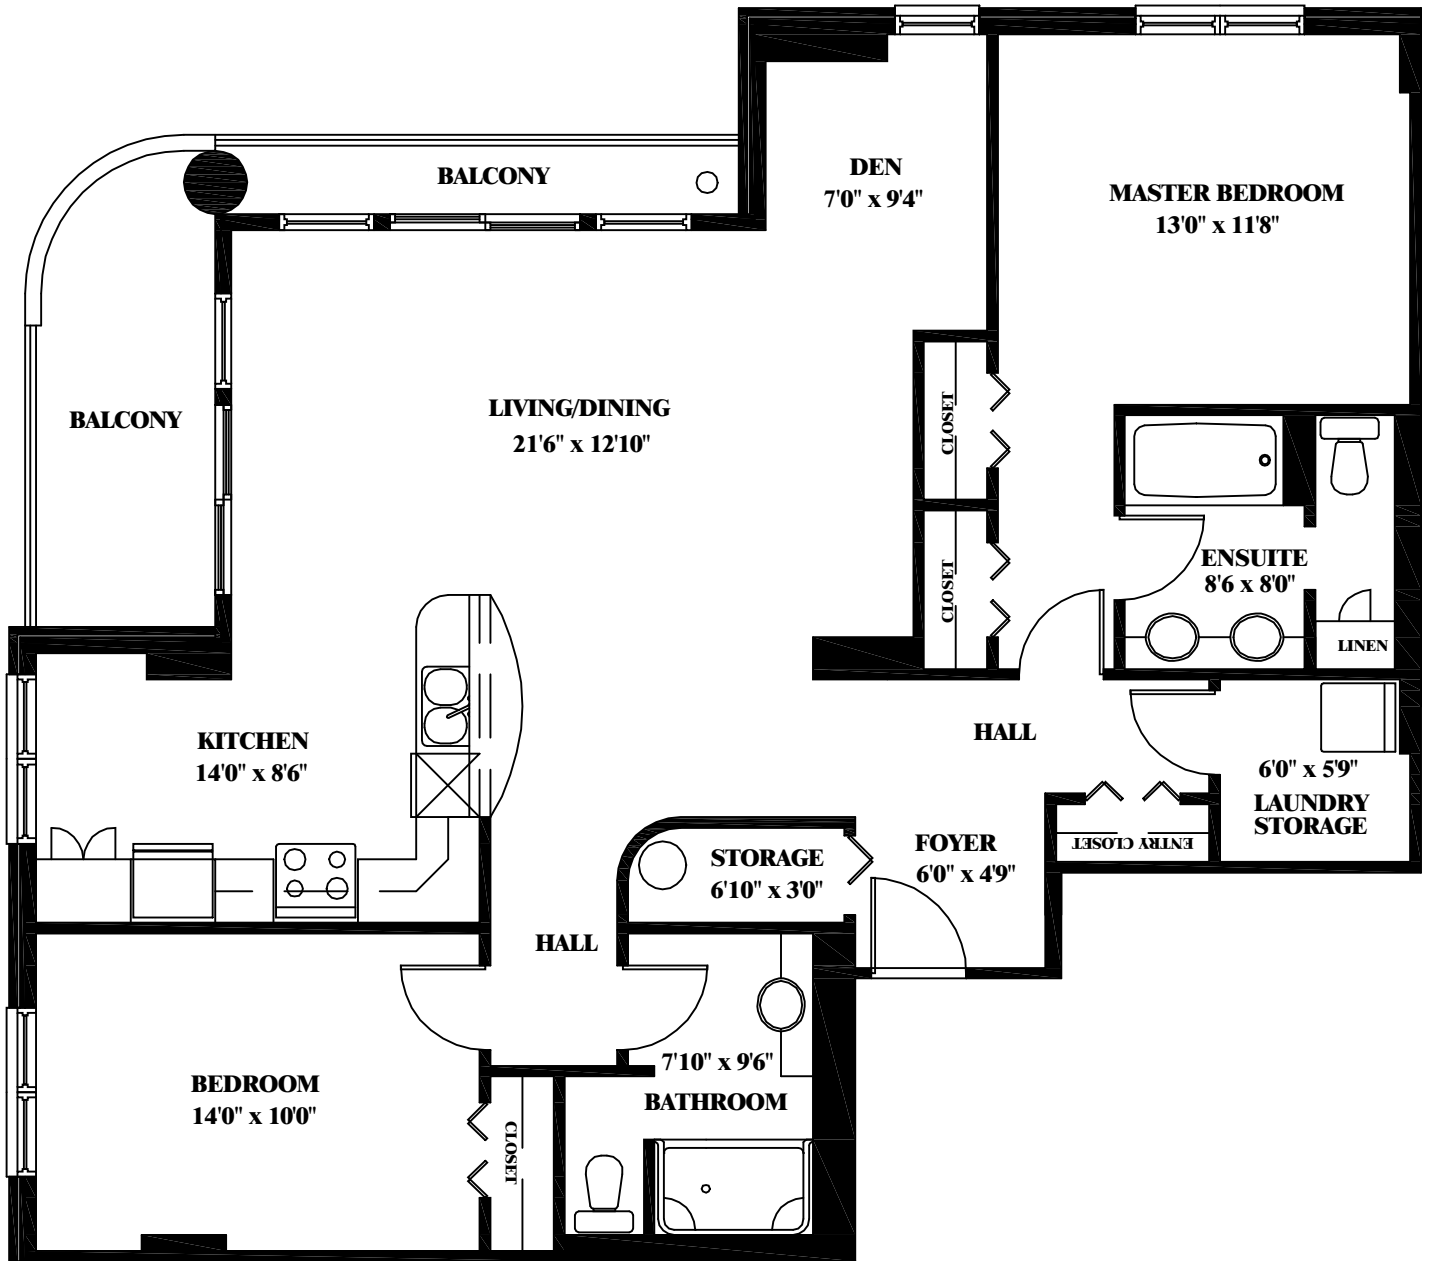 BALCONY
DEN
7'0" x 9'4"
MASTER BEDROOM
13'0" x 11'8"
BALCONY
LIVING/DINING
21'6" x 12'10"
CLOSET
CLOSET
ENSUITE
8'6 x 8'0"
LINEN
KITCHEN
14'0" x 8'6"
HALL
6'0" x 5'9"
LAUNDRY
STORAGE
ENTRY CLOSET
FOYER
6'0" x 4'9"
STORAGE
6'10" x 3'0"
HALL
BEDROOM
14'0" x 10'0"
CLOSET
7'10" x 9'6"
BATHROOM